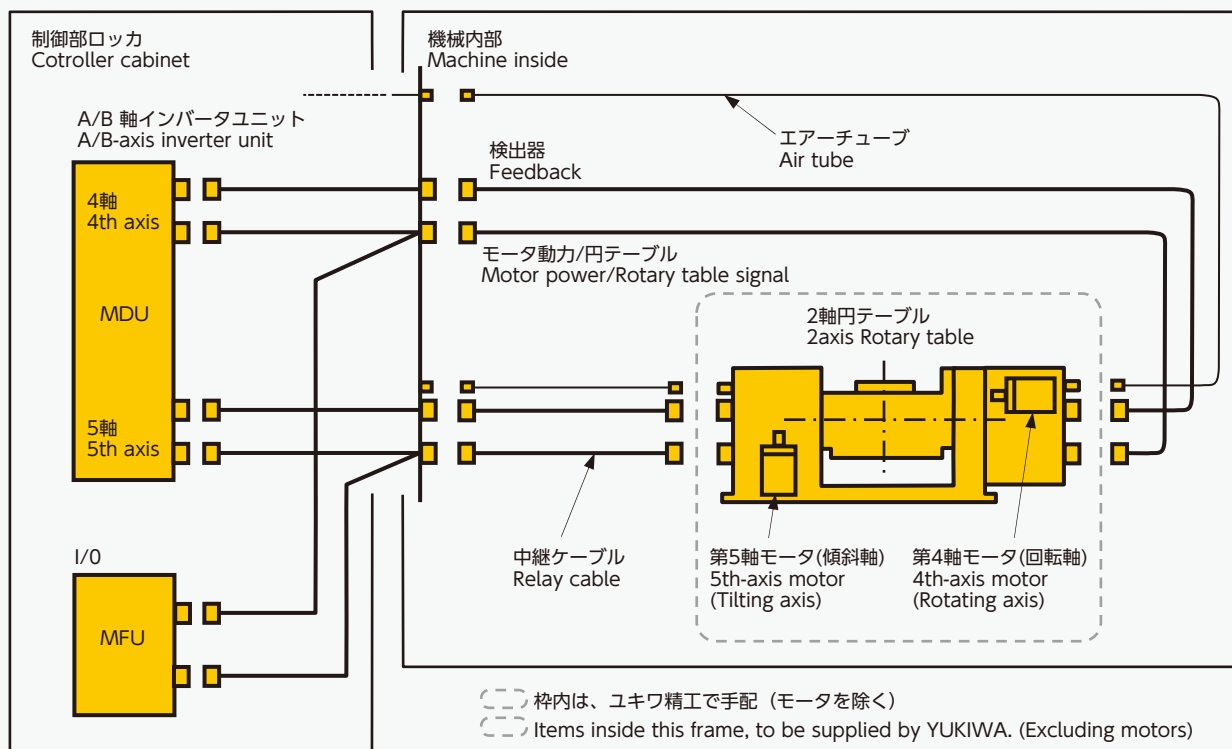 制御部ロッカ
Cotroller cabinet
機械内部
Machine inside
A/B 軸インバータユニット
A/B-axis inverter unit
エアーチューブ
Air tube
検出器
Feedback
4軸
4th axis
モータ動力/円テーブル
Motor power/Rotary table signal
MDU
2軸円テーブル
2axis Rotary table
5軸
5th axis
中継ケーブル
Relay cable
第5軸モータ(傾斜軸)
5th-axis motor
(Tilting axis)
第4軸モータ(回転軸)
4th-axis motor
(Rotating axis)
I/0
MFU
枠内は、ユキワ精工で手配（モータを除く）
Items inside this frame, to be supplied by YUKIWA. (Excluding motors)